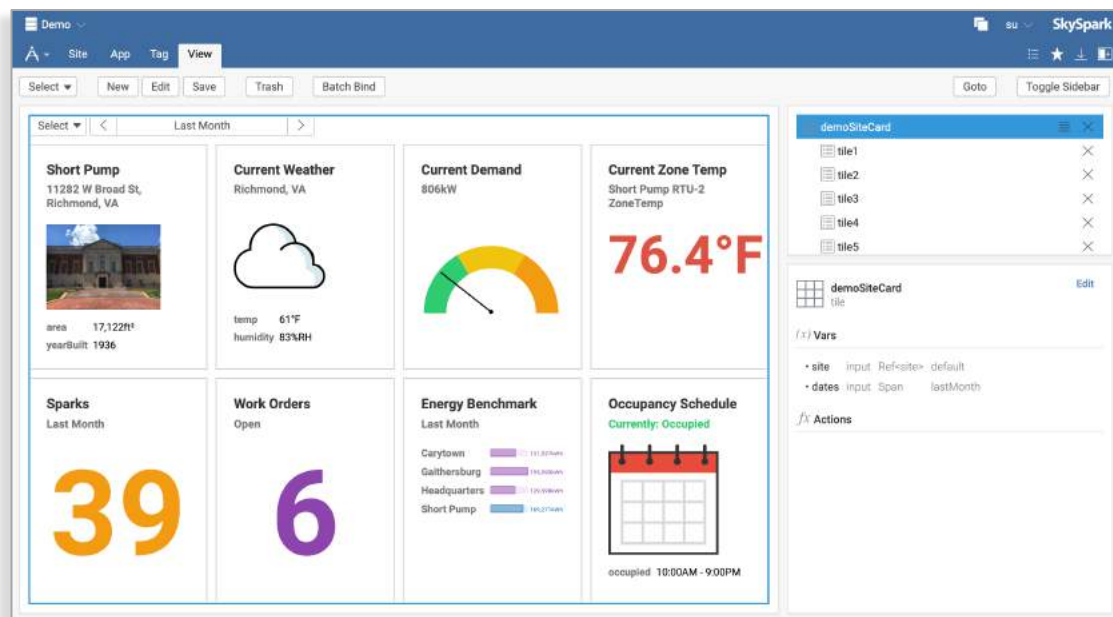 Demo
su
SkySpark
Site App Tag View
Select New Edit Save Trash Batch Bind Goto Toggle Sidebar
Select < Last Month >
Short Pump
11282 W Broad St,
Richmond, VA
area 17,122ft²
yearBuilt 1936
Current Weather
Richmond, VA
temp 61°F
humidity 83%RH
Current Demand
806kW
Current Zone Temp
Short Pump RTU-2
ZoneTemp
76.4°F
Sparks
Last Month
39
Work Orders
Open
6
Energy Benchmark
Last Month
Carytown
Gaithersburg
Headquarters
Short Pump
Occupancy Schedule
Currently: Occupied
occupied 10:00AM - 9:00PM
demoSiteCard
tile1
tile2
tile3
tile4
tile5
demoSiteCard Edit
tile
(x) Vars
• site input Ref<site> default
• dates input Span lastMonth
fx Actions